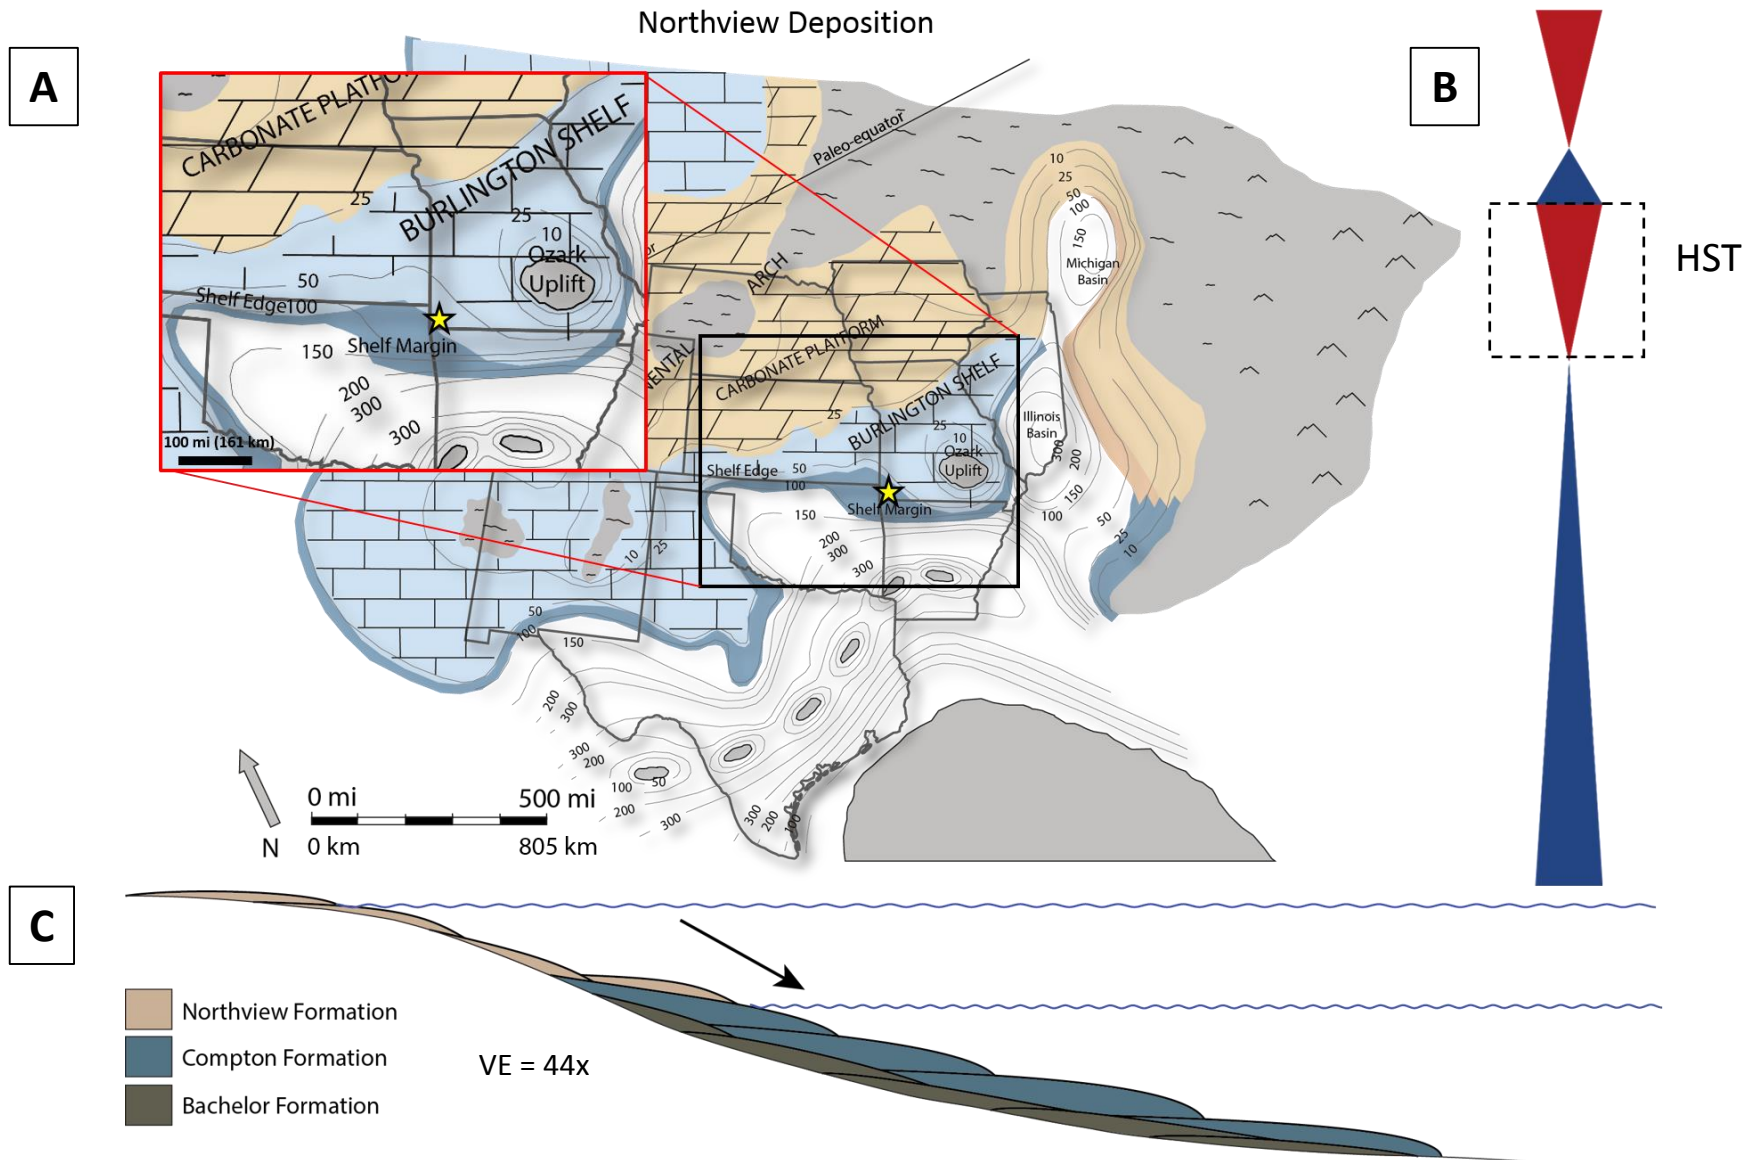 Northview Deposition
A
CARBONATE PLATFO
BURLINGTON SHELF
25
25
10
Ozark
Uplift
50
Shelf Edge
100
Shelf Margin
150
200
300
300
100 mi (161 km)
Paleo-equator
or
ARCH
NENTAL
CARBONATE PLATFORM
25
BURLINGTON SHELF
25
10
Ozark
Uplift
Shelf Edge
50
100
Shelf Margin
150
200
300
300
10
25
50
100
150
Michigan
Basin
Illinois
Basin
300
200
150
100
50
25
10
10
25
50
100
150
200
300
300
200
100
50
200
300
300
200
100
N
0 mi
500 mi
0 km
805 km
B
HST
C
Northview Formation
Compton Formation
Bachelor Formation
VE = 44x